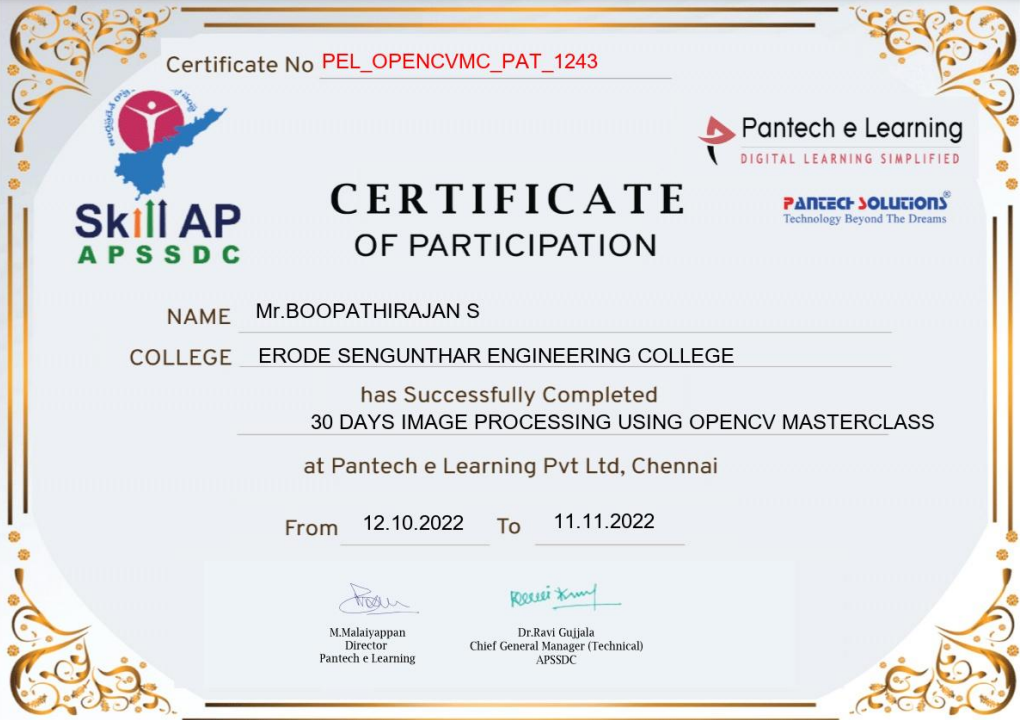 Certificate No PEL_OPENCVMC_PAT_1243
Skill AP
APSSDC
Pantech e Learning
DIGITAL LEARNING SIMPLIFIED
PANTECH SOLUTIONS®
Technology Beyond The Dreams
CERTIFICATE
OF PARTICIPATION
NAME Mr.BOOPATHIRAJAN S
COLLEGE ERODE SENGUNTHAR ENGINEERING COLLEGE
has Successfully Completed
30 DAYS IMAGE PROCESSING USING OPENCV MASTERCLASS
at Pantech e Learning Pvt Ltd, Chennai
From 12.10.2022 To 11.11.2022
M.Malaiyappan
Director
Pantech e Learning
Dr.Ravi Gujjala
Chief General Manager (Technical)
APSSDC